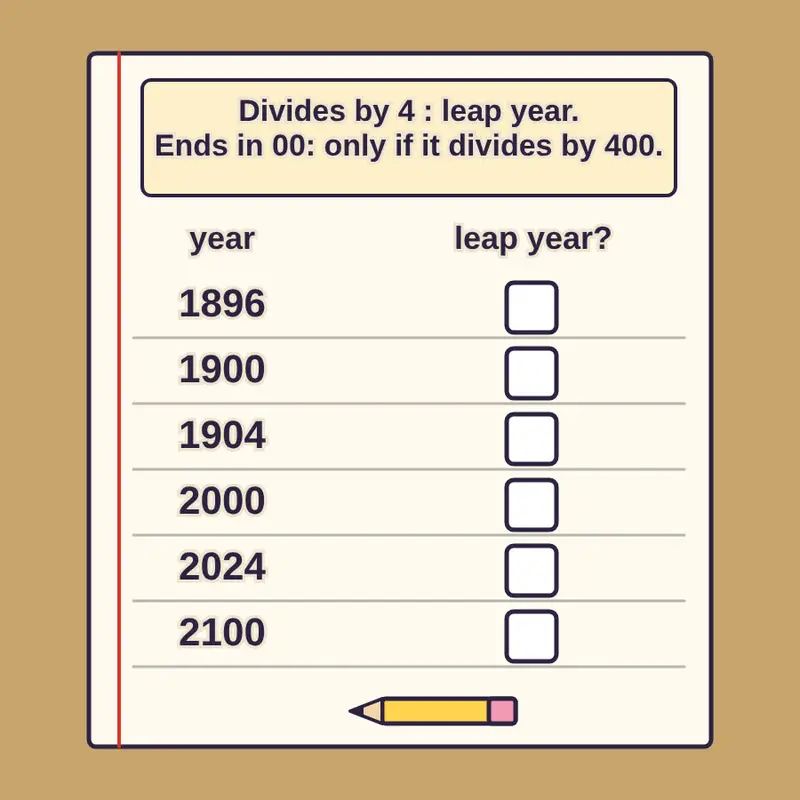 Divides by 4 : leap year.
Ends in 00: only if it divides by 400.
year leap year?
1896
1900
1904
2000
2024
2100